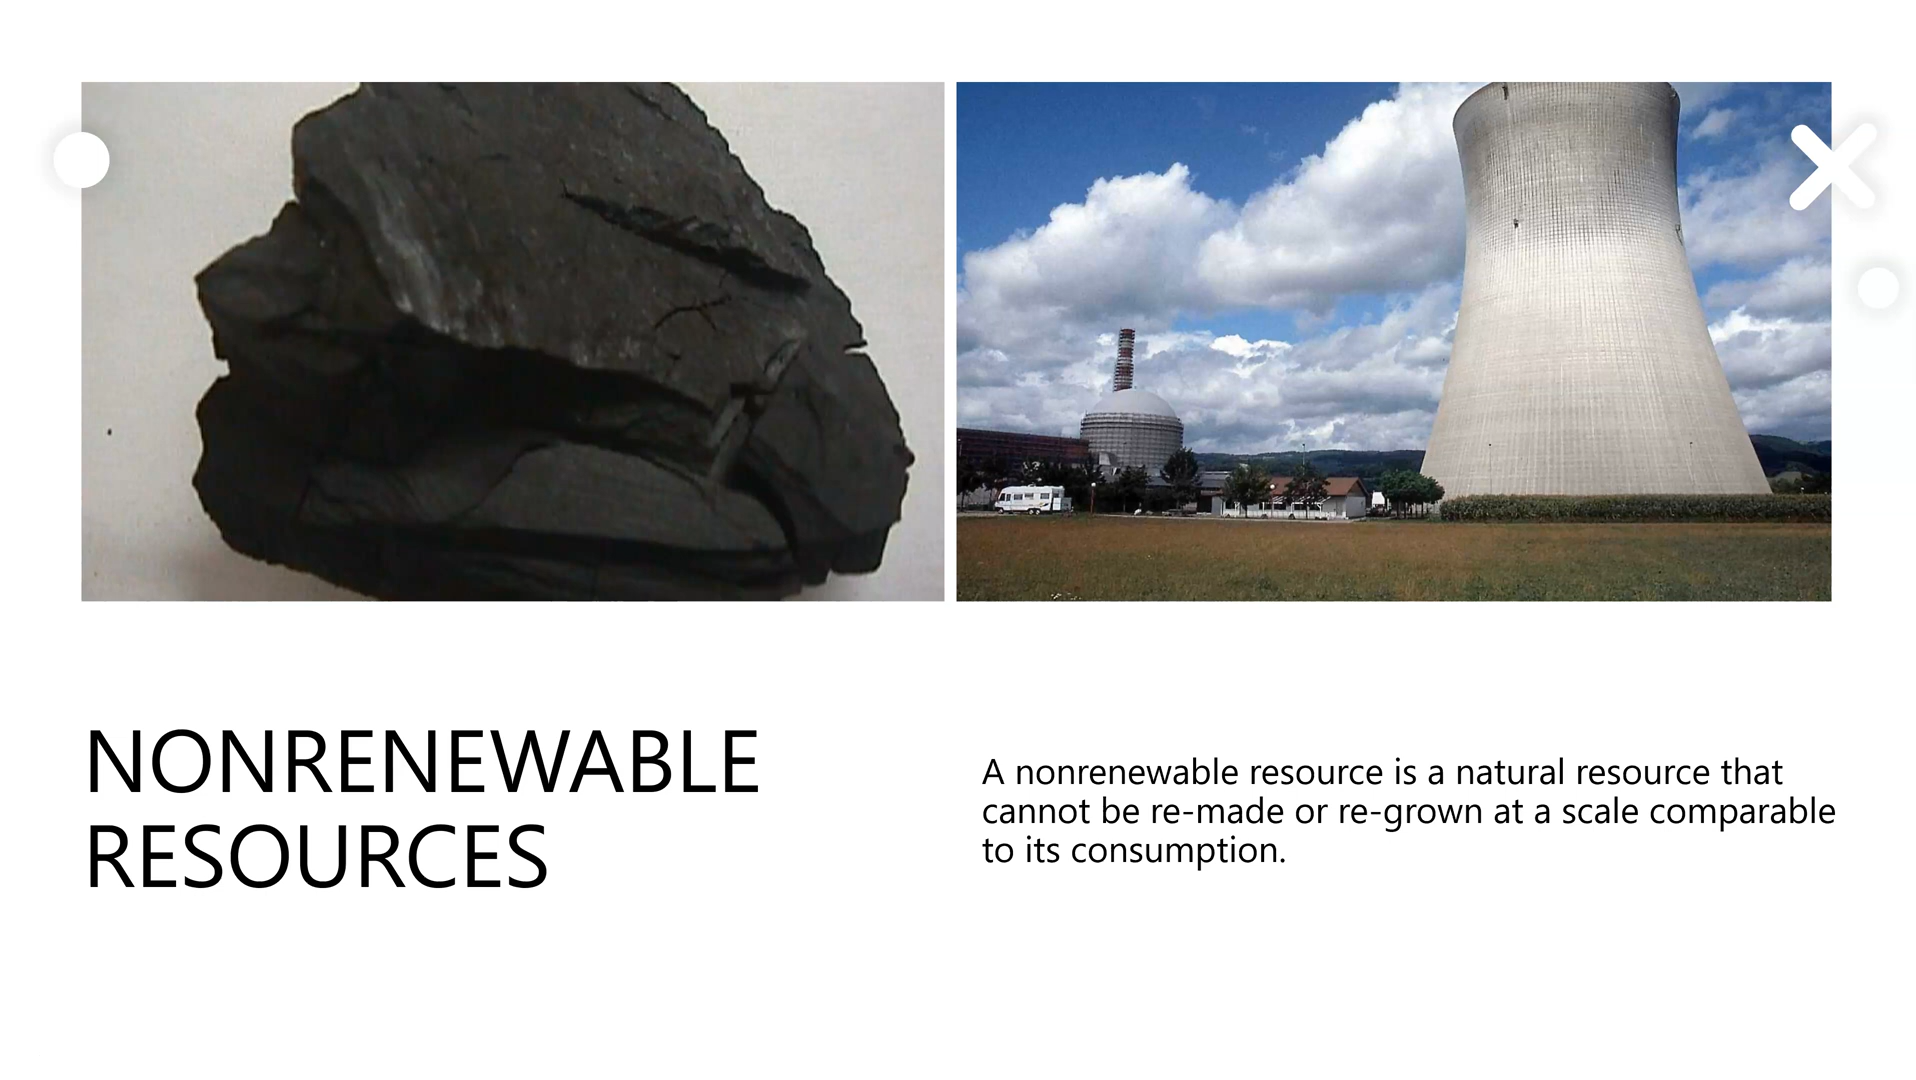 NONRENEWABLE
RESOURCES
A nonrenewable resource is a natural resource that
cannot be re-made or re-grown at a scale comparable
to its consumption.